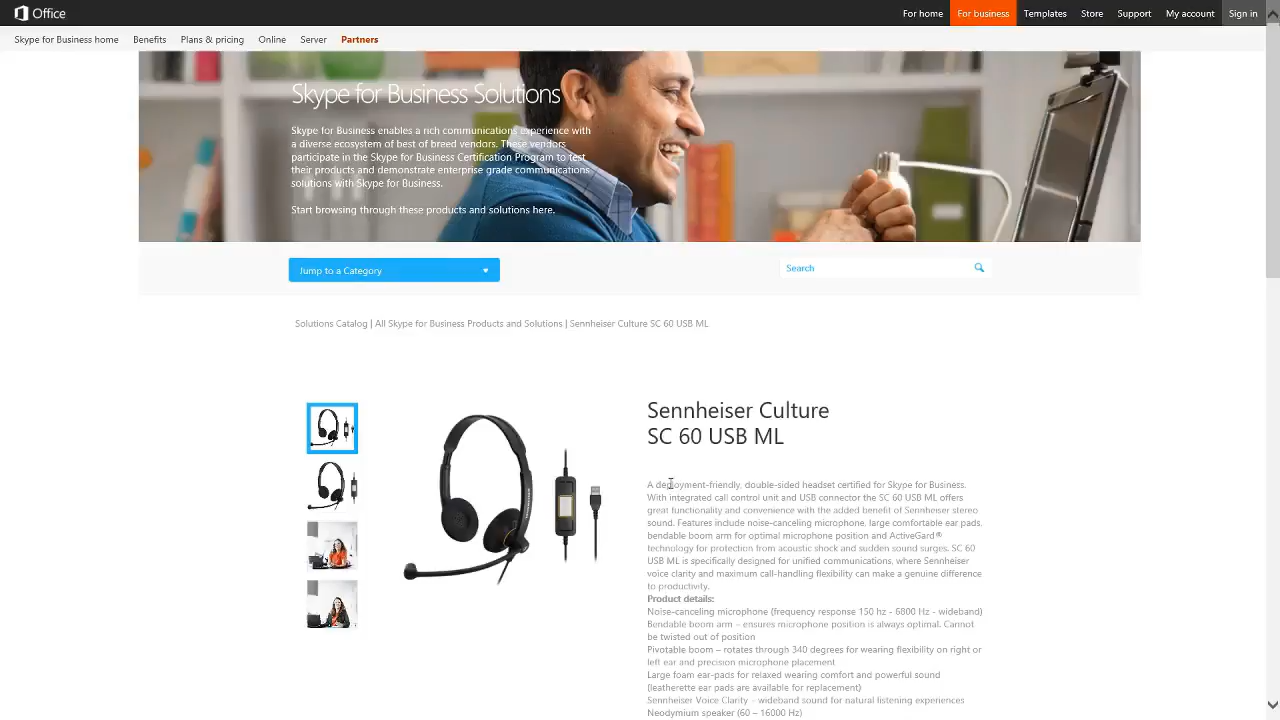 Office
For home For business Templates Store Support My account Sign in
Skype for Business home Benefits Plans & pricing Online Server Partners
Skype for Business Solutions
Skype for Business enables a rich communications experience with
a diverse ecosystem of best of breed vendors. These vendors
participate in the Skype for Business Certification Program to test
their products and demonstrate enterprise grade communications
solutions with Skype for Business.
Start browsing through these products and solutions here.
Jump to a Category
Search
Solutions Catalog | All Skype for Business Products and Solutions | Sennheiser Culture SC 60 USB ML
Sennheiser Culture
SC 60 USB ML
A deployment-friendly, double-sided headset certified for Skype for Business.
With integrated call control unit and USB connector the SC 60 USB ML offers
great functionality and convenience with the added benefit of Sennheiser stereo
sound. Features include noise-canceling microphone, large comfortable ear pads,
bendable boom arm for optimal microphone position and ActiveGard®
technology for protection from acoustic shock and sudden sound surges. SC 60
USB ML is specifically designed for unified communications, where Sennheiser
voice clarity and maximum call-handling flexibility can make a genuine difference
to productivity.
Product details:
Noise-canceling microphone (frequency response 150 hz - 6800 Hz - wideband)
Bendable boom arm – ensures microphone position is always optimal. Cannot
be twisted out of position
Pivotable boom – rotates through 340 degrees for wearing flexibility on right or
left ear and precision microphone placement
Large foam ear-pads for relaxed wearing comfort and powerful sound
(leatherette ear pads are available for replacement)
Sennheiser Voice Clarity – wideband sound for natural listening experiences
Neodymium speaker (60 – 16000 Hz)